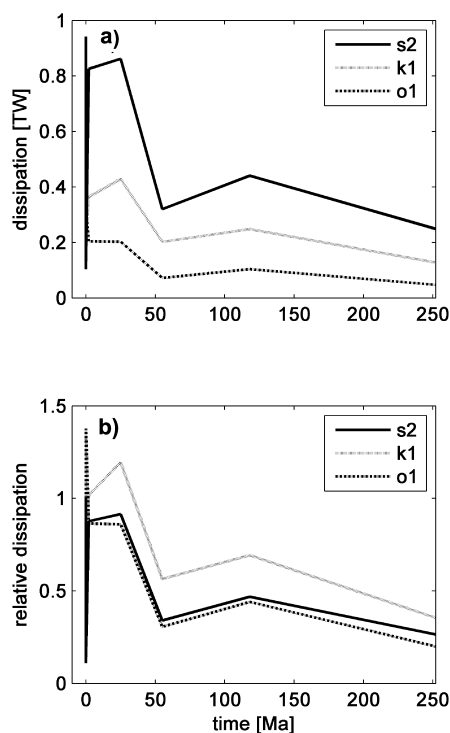 a)
1
0.8
0.6
0.4
0.2
0
dissipation [TW]
s2
k1
o1
0 50 100 150 200 250
b)
1.5
1
0.5
0
relative dissipation
s2
k1
o1
0 50 100 150 200 250
time [Ma]